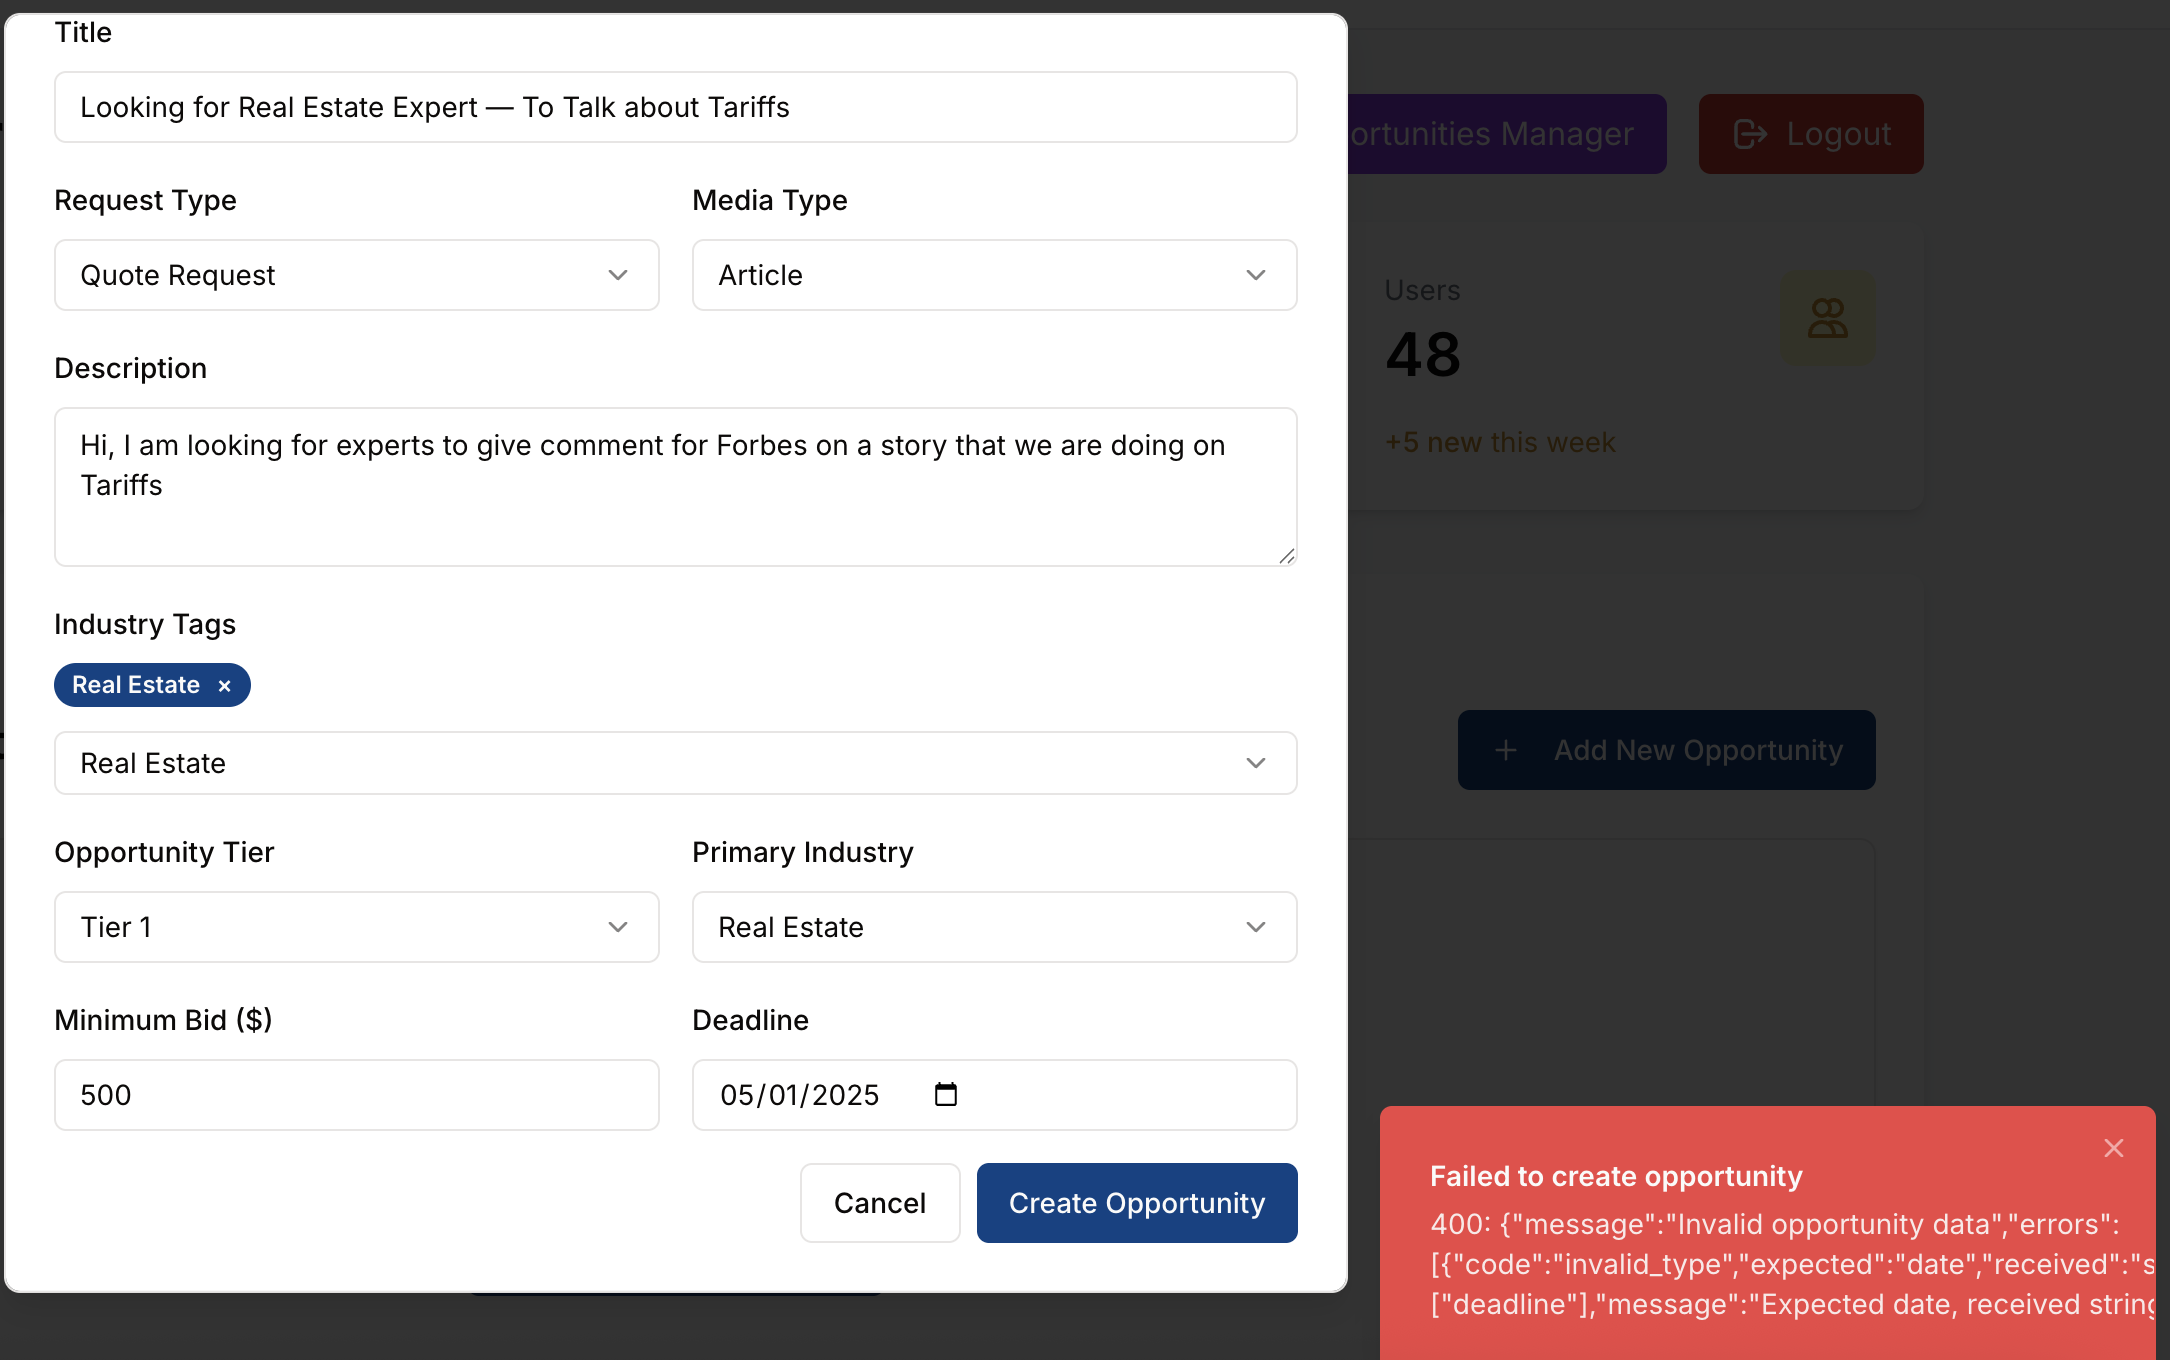 Title
Looking for Real Estate Expert — To Talk about Tariffs
Request Type
Media Type
Quote Request
Article
Description
Hi, I am looking for experts to give comment for Forbes on a story that we are doing on
Tariffs
Industry Tags
Real Estate ×
Real Estate
Opportunity Tier
Primary Industry
Tier 1
Real Estate
Minimum Bid ($)
Deadline
500
05/01/2025
Cancel
Create Opportunity
Manager
Logout
Users
48
+5 new this week
+ Add New Opportunity
Failed to create opportunity
400: {"message":"Invalid opportunity data","errors":
[{"code":"invalid_type","expected":"date","received":"s
["deadline"],"message":"Expected date, received string